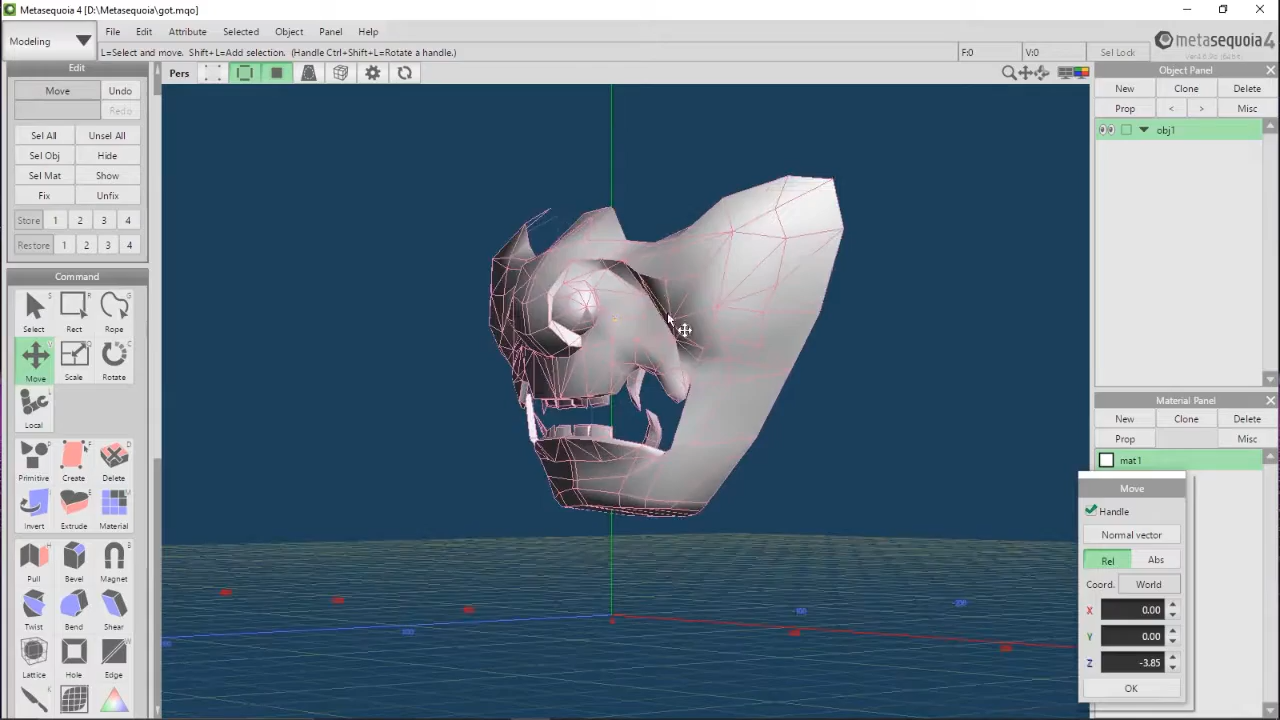 Metasequoia 4 [D:\Watch\got.mqo]
Modeling
File Edit Attribute Selected Object Panel Help
L=Select and move. Shift+L=Add selection. (Handle Ctrl+Shift+L=Rotate a handle.)
F:0 V:0 Sel Lock
metasequoia 4
Edit
Move Undo
Redo
Sel All Unsel All
Sel Obj Hide
Sel Mat Show
Fix Unfix
Store 1 2 3 4
Restore 1 2 3 4
Command
Select Rect Rope
Move Scale Rotate
Local
Primitive Create Delete
Invert Extrude Material
Pull Bevel Magnet
Twist Bend Shear
Lattice Hole Edge
Pers
Object Panel
New Clone Delete
Prop < > Misc
obj1
Material Panel
New Clone Delete
Prop Misc
mat1
Move
Handle
Normal vector
Rel Abs
Coord. World
X 0.00
Y 0.00
Z -3.85
OK